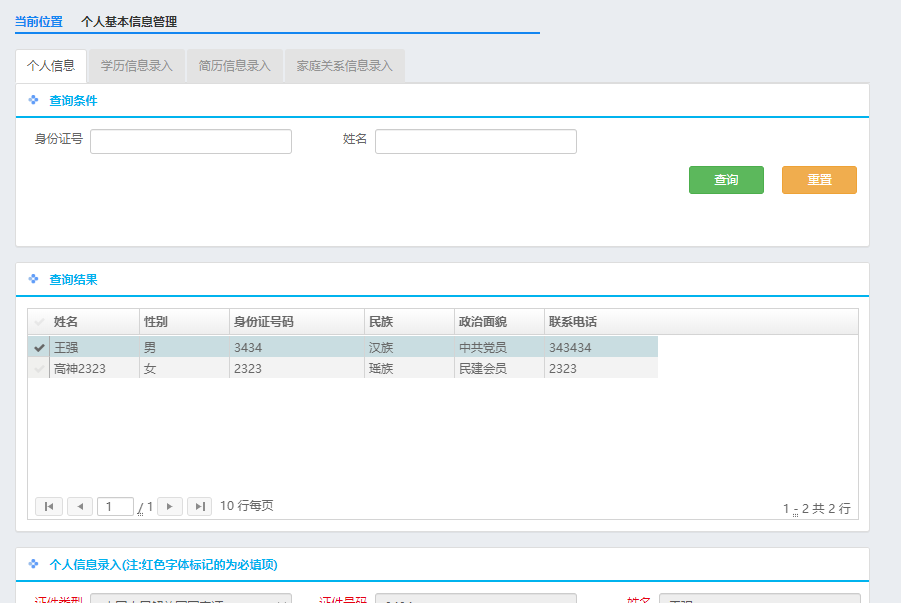 当前位置 个人基本信息管理
个人信息 学历信息录入 简历信息录入 家庭关系信息录入
查询条件
身份证号 姓名
查询 重置
查询结果
姓名 性别 身份证号码 民族 政治面貌 联系电话
王强 男 3434 汉族 中共党员 343434
高神2323 女 2323 瑶族 民建会员 2323
1 / 1 10 行每页 1 - 2 共 2 行
个人信息录入(注:红色字体标记的为必填项)
证件类型 证件号码 姓名